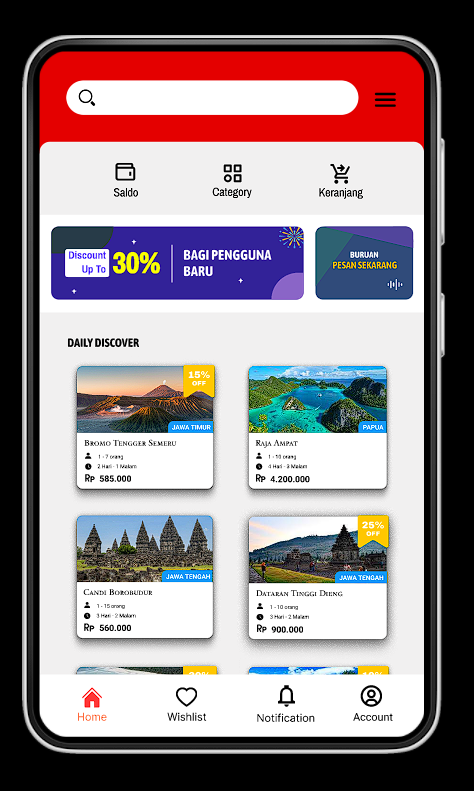 Saldo
Category
Keranjang
Discount
Up To
30%
BAGI PENGGUNA
BARU
BURUAN
PESAN SEKARANG
DAILY DISCOVER
15%
OFF
JAWA TIMUR
BROMO TENGGER SEMERU
1 - 7 orang
2 Hari - 1 Malam
Rp 585.000
PAPUA
RAJA AMPAT
1 - 10 orang
4 Hari - 3 Malam
Rp 4.200.000
JAWA TENGAH
CANDI BOROBUDUR
1 - 15 orang
3 Hari - 2 Malam
Rp 560.000
25%
OFF
JAWA TENGAH
DATARAN TINGGI DIENG
1 - 10 orang
3 Hari - 2 Malam
Rp 900.000
Home
Wishlist
Notification
Account